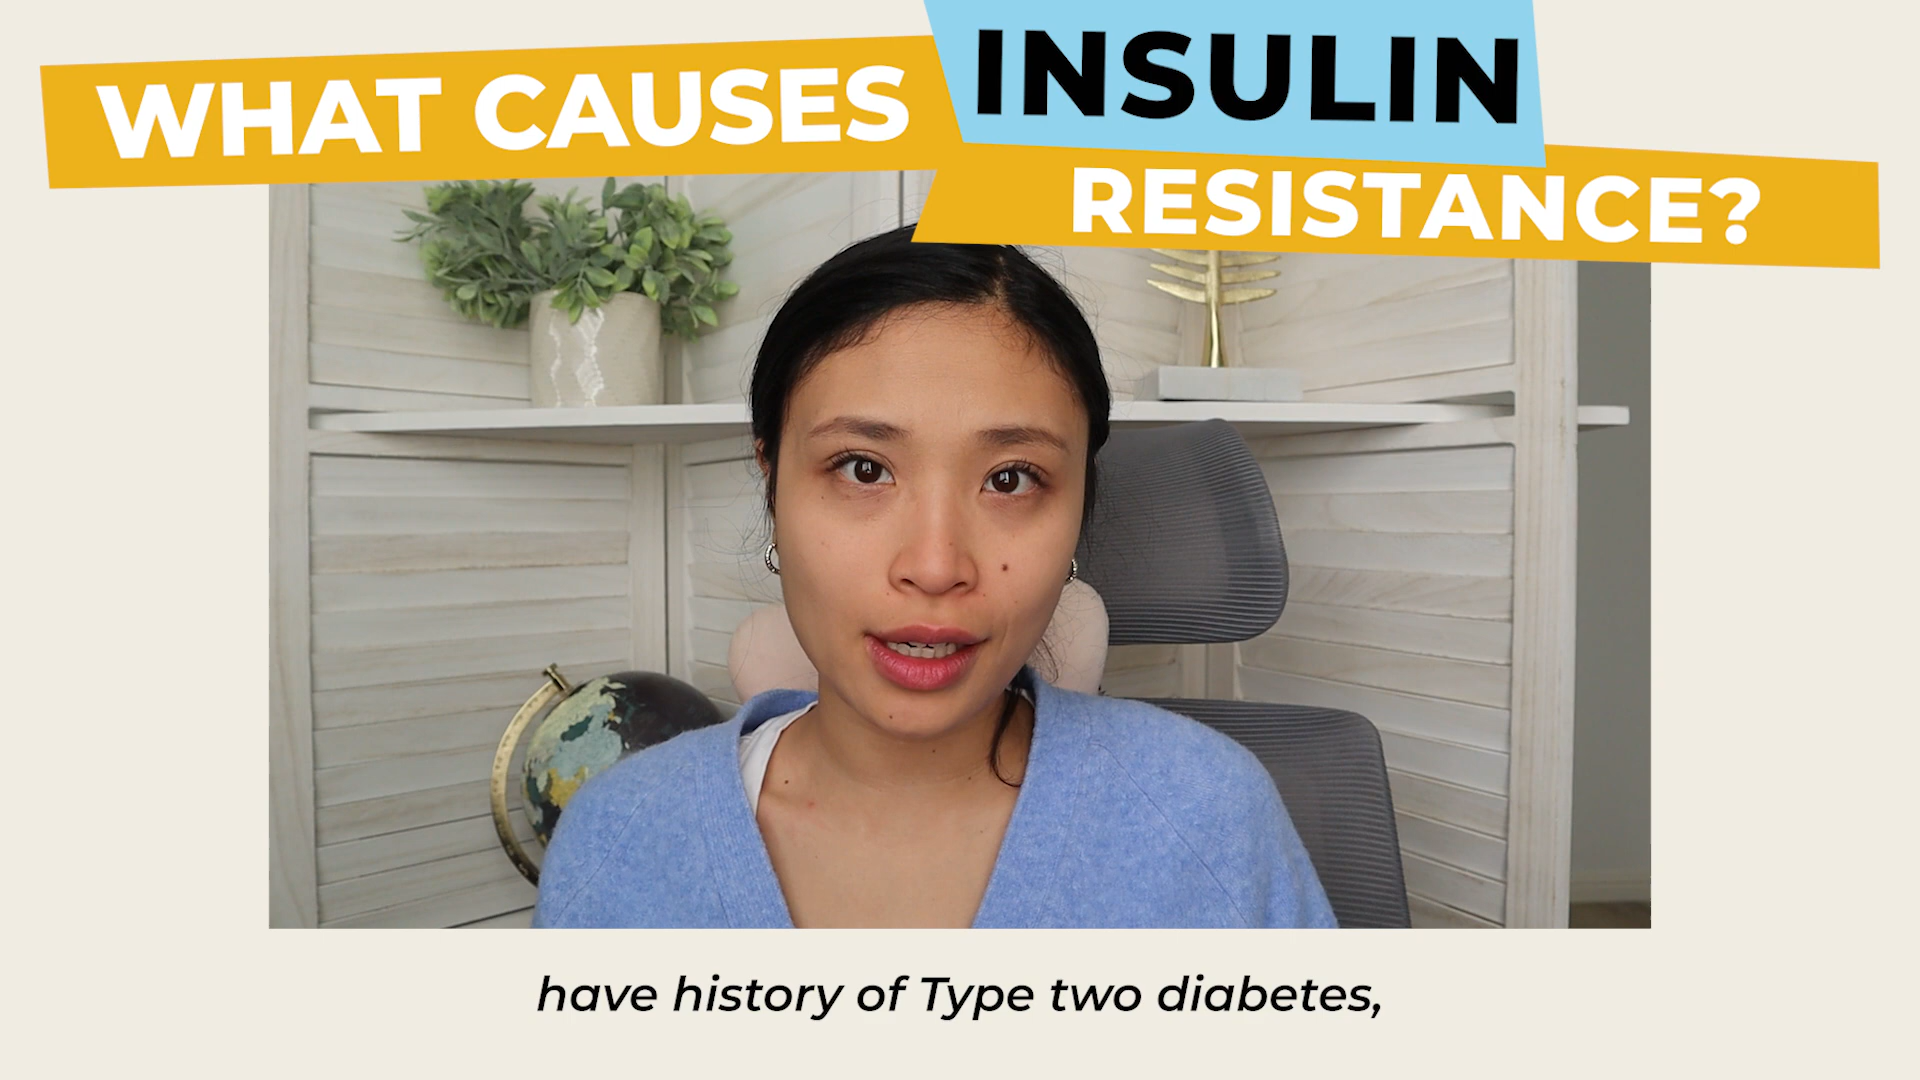 WHAT CAUSES INSULIN
RESISTANCE?
have history of Type two diabetes,